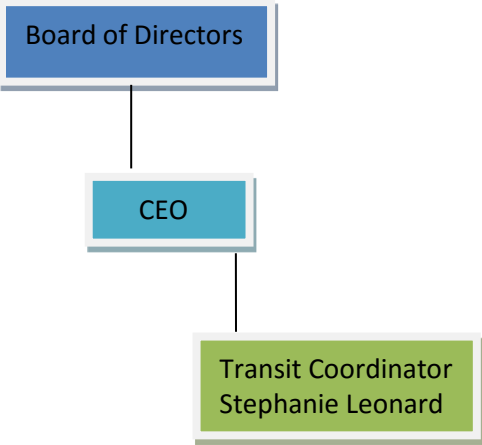 Board of Directors
CEO
Transit Coordinator
Stephanie Leonard